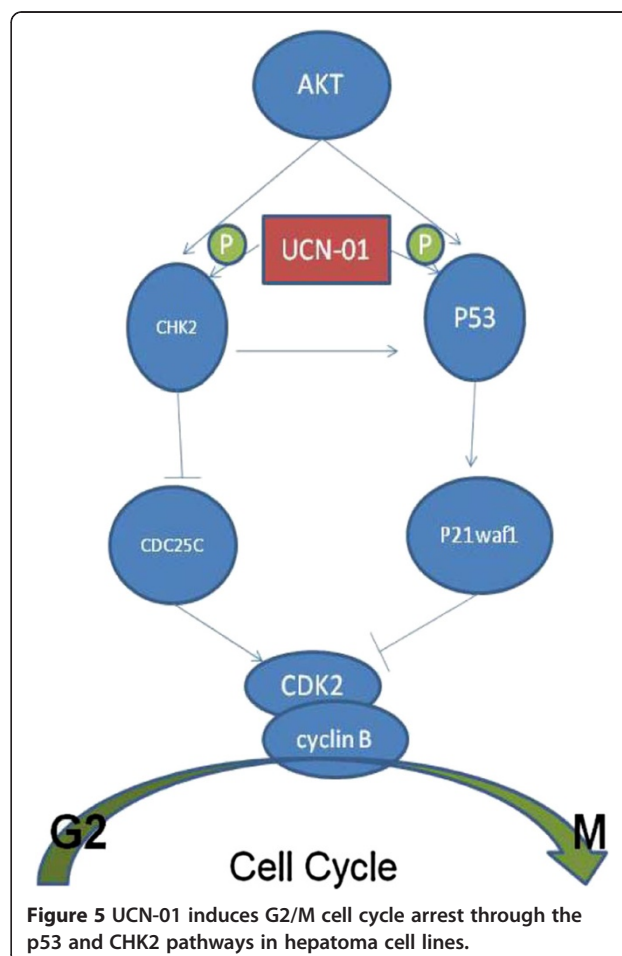 AKT
P
UCN-01
P
CHK2
P53
CDC25C
P21waf1
CDK2
cyclin B
G2
M
Cell Cycle
Figure 5 UCN-01 induces G2/M cell cycle arrest through the
p53 and CHK2 pathways in hepatoma cell lines.